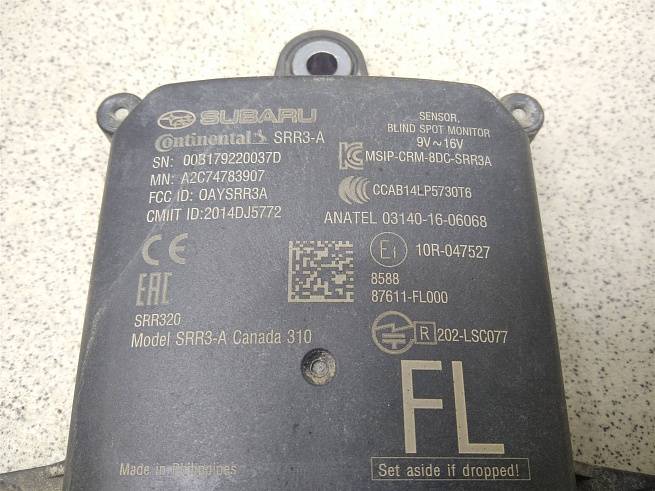 SUBARU
Continental SRR3-A
SN: 00B179220037D
MN: A2C74783907
FCC ID: OAYSRR3A
CMIIT ID:2014DJ5772
SENSOR,
BLIND SPOT MONITOR
9V~16V
MSIP-CRM-8DC-SRR3A
CCAB14LP5730T6
ANATEL 03140-16-06068
CE
E1 10R-047527
8588
87611-FL000
EAC
SRR320
Model SRR3-A Canada 310
R 202-LSC077
FL
Made in Philippines
Set aside if dropped!